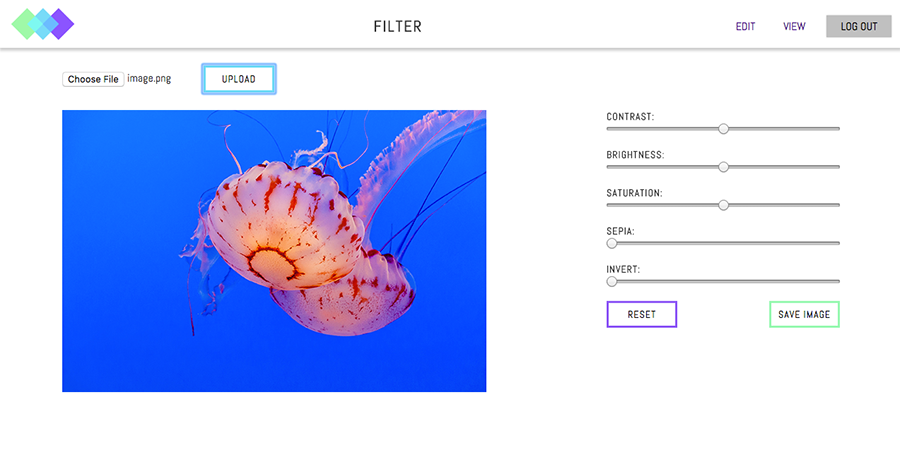 FILTER
EDIT
VIEW
LOG OUT
Choose File image.png
UPLOAD
CONTRAST:
BRIGHTNESS:
SATURATION:
SEPIA:
INVERT:
RESET
SAVE IMAGE